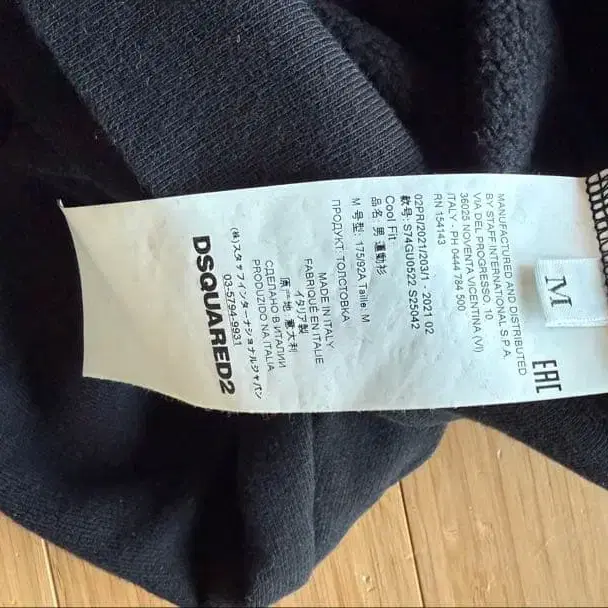 M
EAC
MANUFACTURED AND DISTRIBUTED
BY STAFF INTERNATIONAL S.P.A.
VIA DEL PROGRESSO, 10
36025 NOVENTA VICENTINA (VI)
ITALY - PH 0444 784 500
RN 154143
02PR/2021/203/1 - 2021 02
款号: S74GU0522 S25042
Cool Fit
品名: 男 運動衫
M 号型: 175/92A Taille: M
ПРОДУКТ: ТОЛСТОВКА
MADE IN ITALY
FABRIQUÉ EN ITALIE
イタリア製
原产地: 意大利
СДЕЛАНО В ИТАЛИИ
PRODUZIDO NA ITALIA
(株)スタッフインターナショナルジャパン
03-5794-9931
DSQUARED2